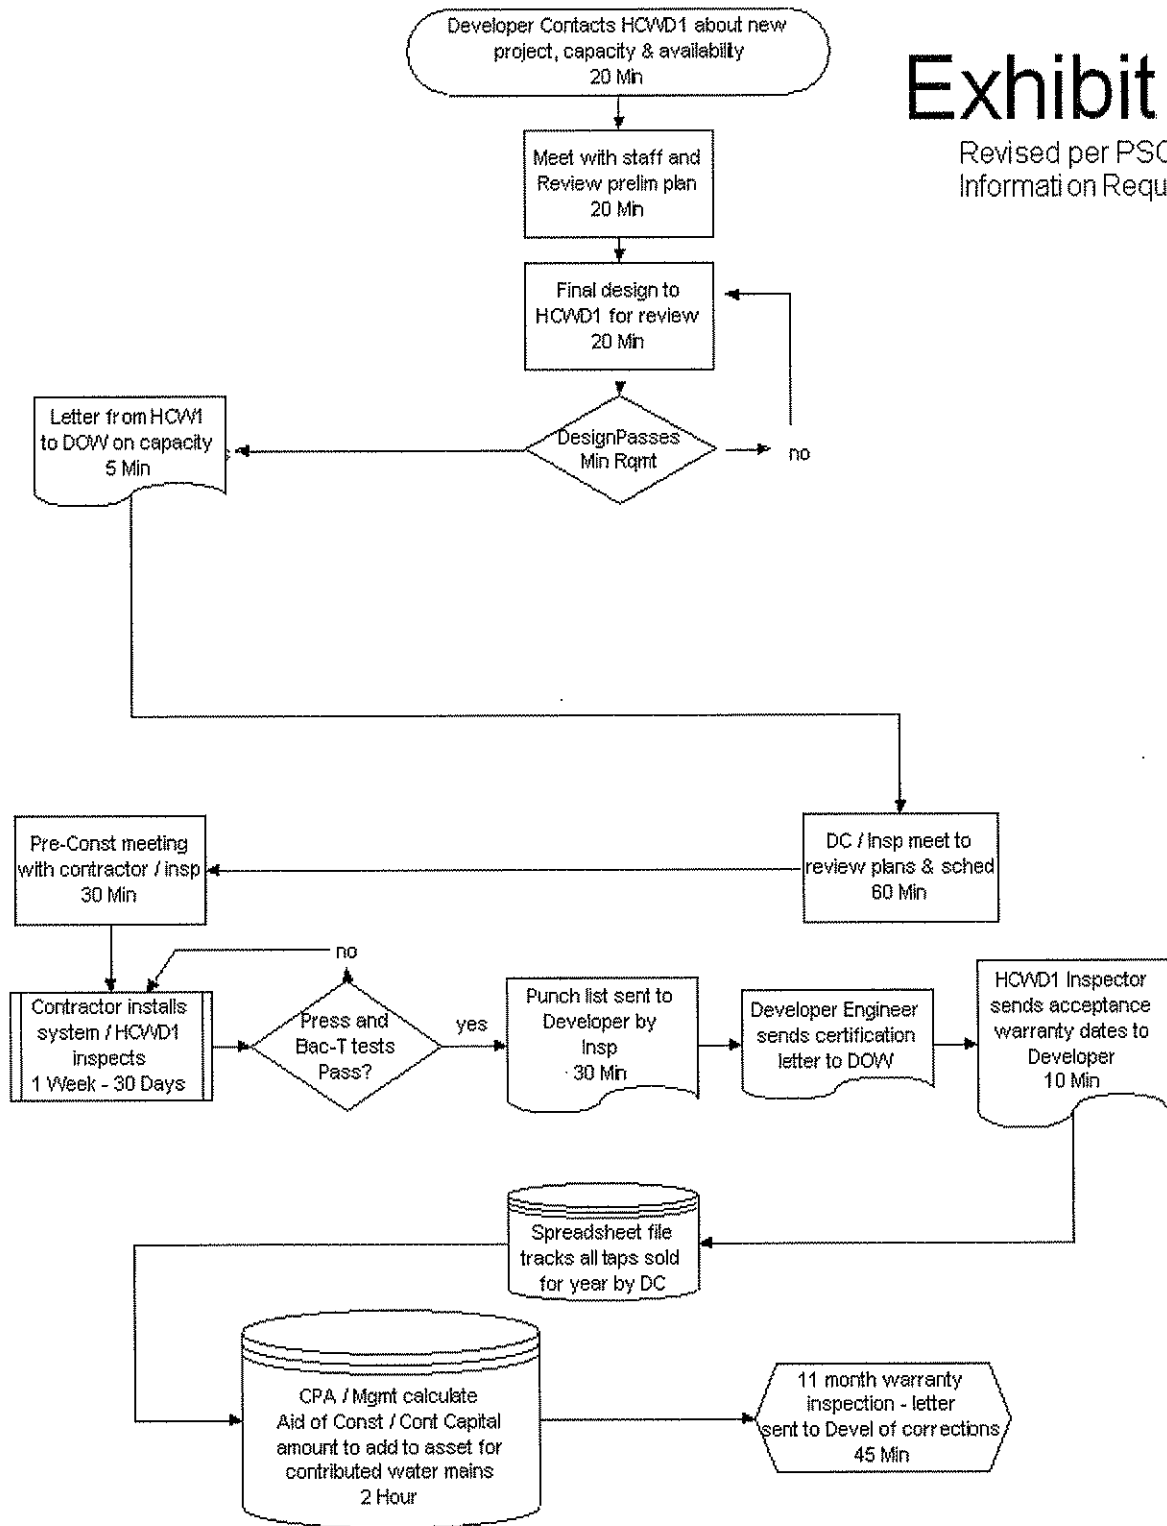 Developer Contacts HCWD1 about new
project, capacity & availability
20 Min
Exhibit
Revised per PSC
Information Requ
Meet with staff and
Review prelim plan
20 Min
Final design to
HCWD1 for review
20 Min
Letter from HCW1
to DOW on capacity
5 Min
DesignPasses
Min Rqmt
no
Pre-Const meeting
with contractor / insp
30 Min
DC / Insp meet to
review plans & sched
60 Min
no
Contractor installs
system / HCWD1
inspects
1 Week - 30 Days
Press and
Bac-T tests
Pass?
yes
Punch list sent to
Developer by
Insp
30 Min
Developer Engineer
sends certification
letter to DOW
HCWD1 Inspector
sends acceptance
warranty dates to
Developer
10 Min
Spreadsheet file
tracks all taps sold
for year by DC
CPA / Mgmt calculate
Aid of Const / Cont Capital
amount to add to asset for
contributed water mains
2 Hour
11 month warranty
inspection - letter
sent to Devel of corrections
45 Min